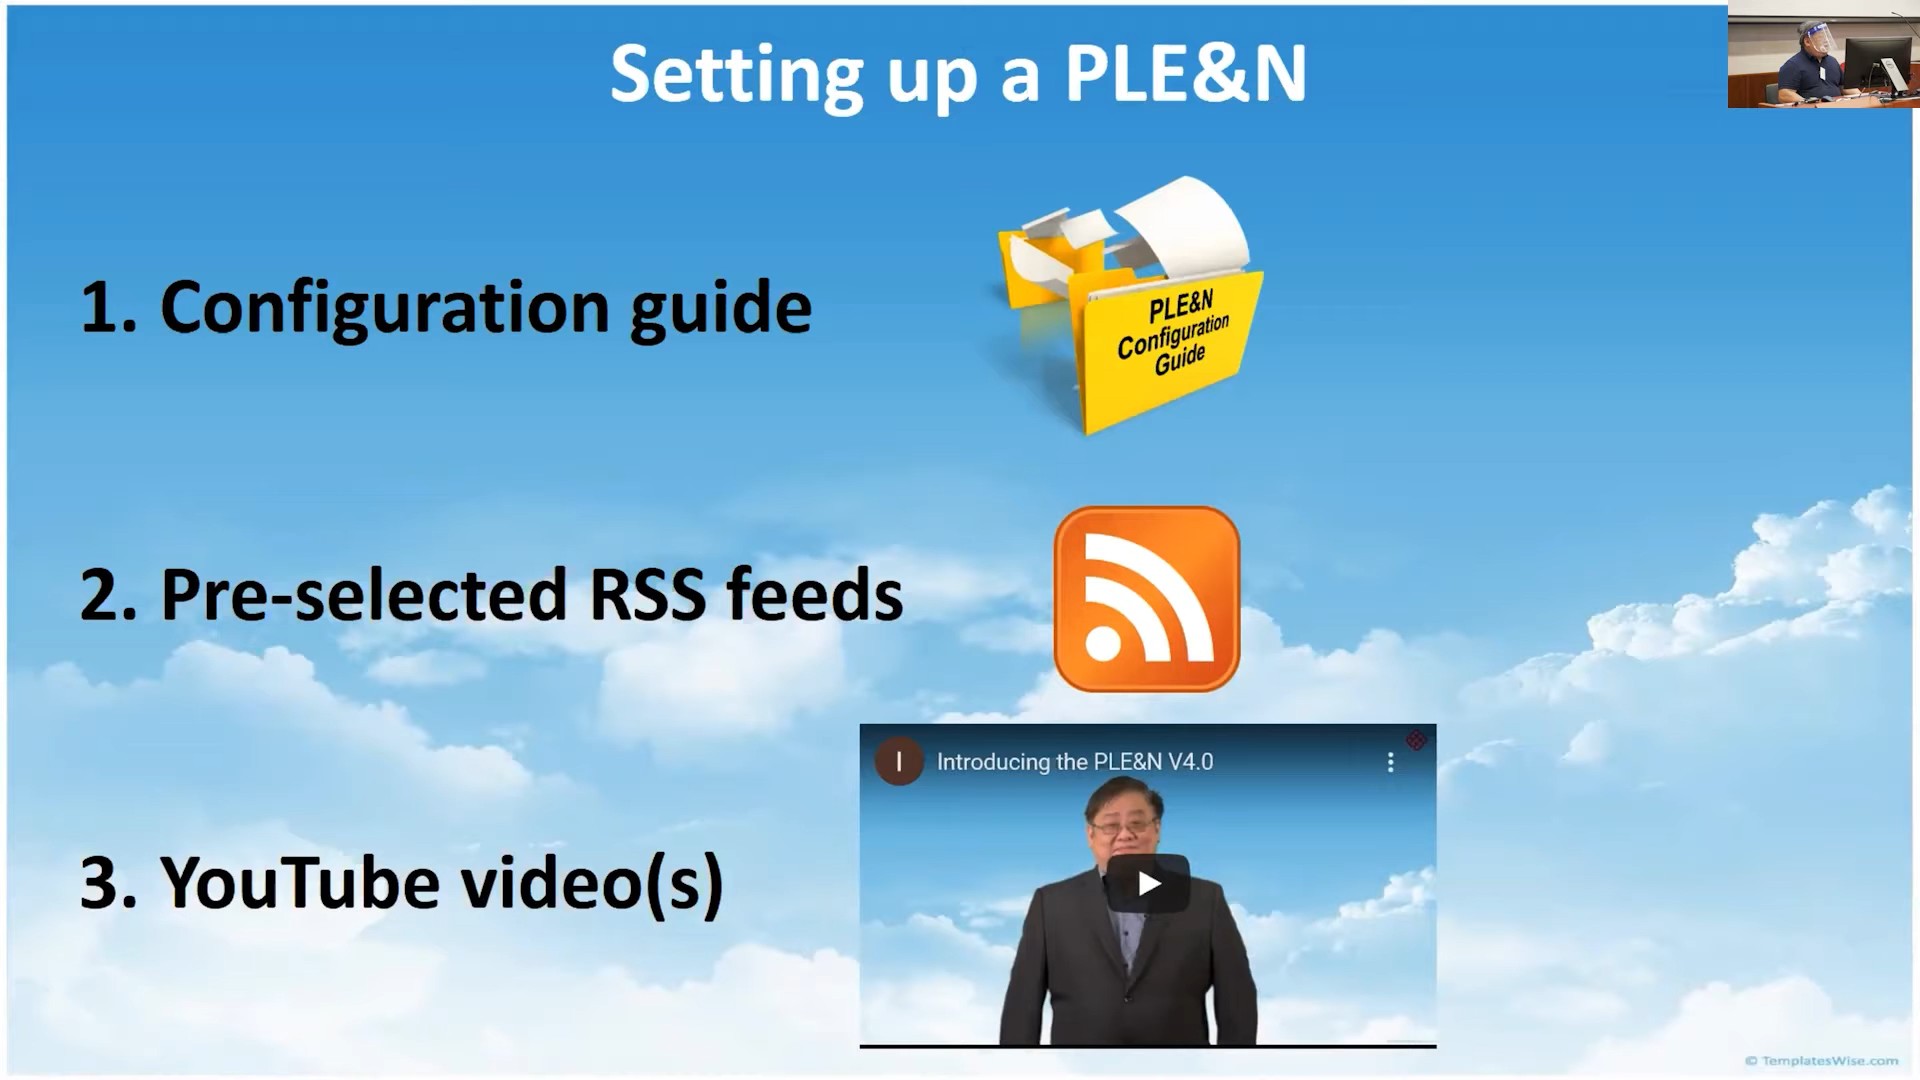 Setting up a PLE&N
1. Configuration guide
PLE&N
Configuration
Guide
2. Pre-selected RSS feeds
I Introducing the PLE&N V4.0
3. YouTube video(s)
© TemplatesWise.com